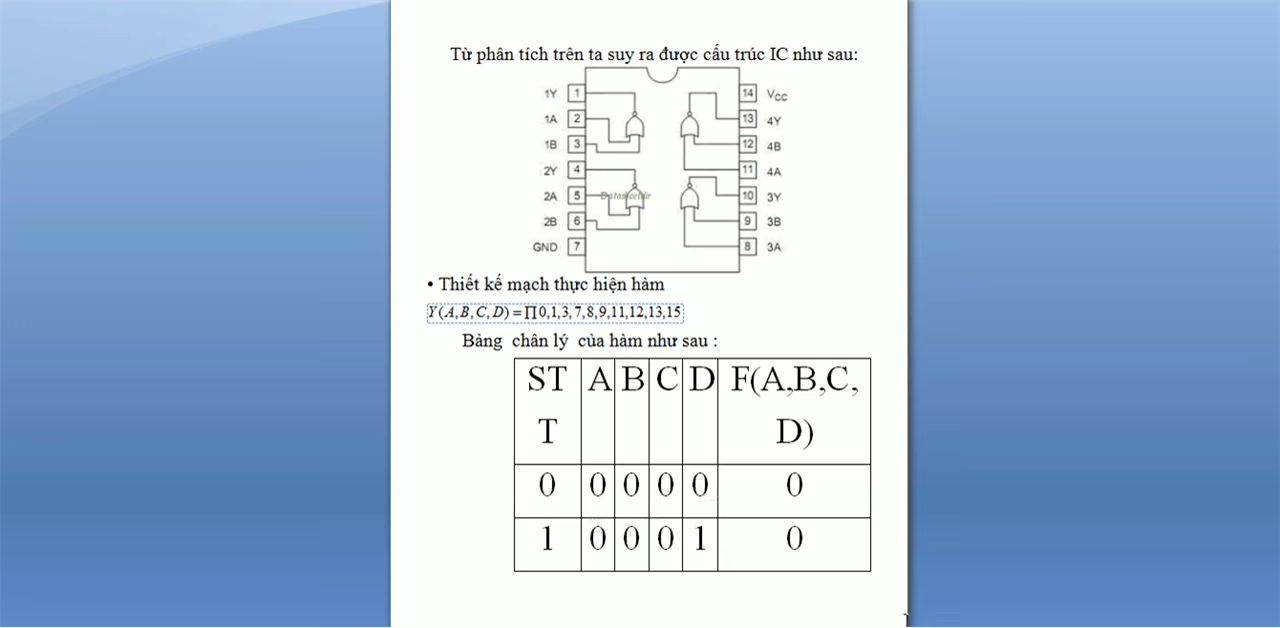 Từ phân tích trên ta suy ra được cấu trúc IC như sau:
1Y 1 14 VCC
1A 2 13 4Y
1B 3 12 4B
2Y 4 11 4A
2A 5 10 3Y
2B 6 9 3B
GND 7 8 3A
• Thiết kế mạch thực hiện hàm
Y(A,B,C,D)=∏0,1,3,7,8,9,11,12,13,15
Bảng chân lý của hàm như sau :
ST A B C D F(A,B,C,
T D)
0 0 0 0 0 0
1 0 0 0 1 0